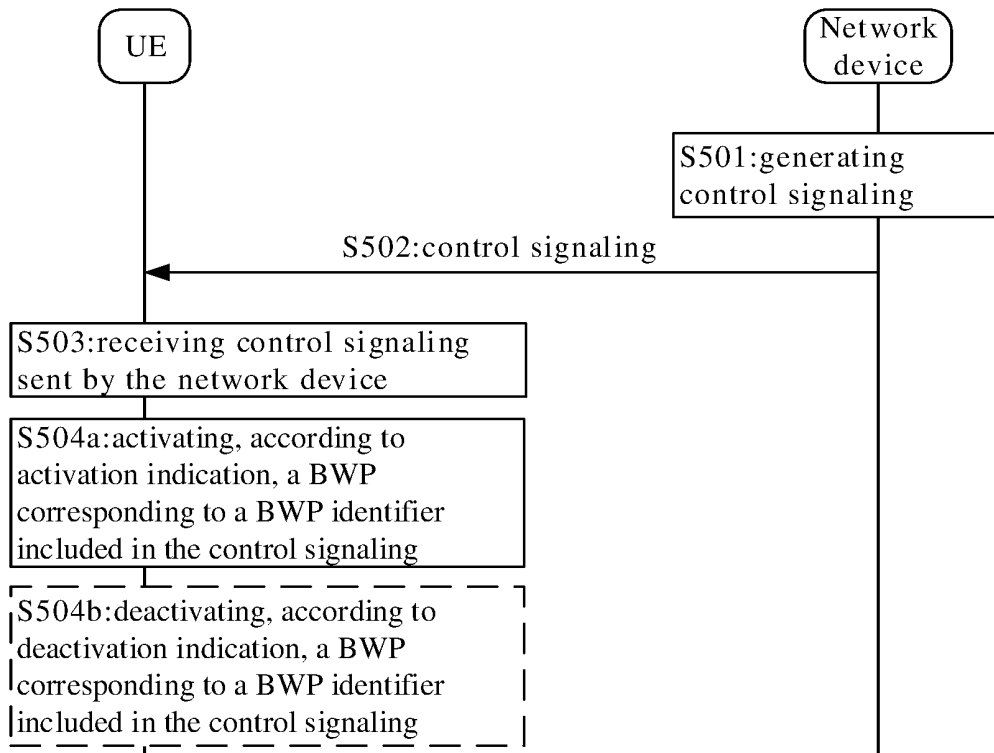 UE
Network
device
S501:generating
control signaling
S502:control signaling
S503:receiving control signaling
sent by the network device
S504a:activating, according to
activation indication, a BWP
corresponding to a BWP identifier
included in the control signaling
S504b:deactivating, according to
deactivation indication, a BWP
corresponding to a BWP identifier
included in the control signaling